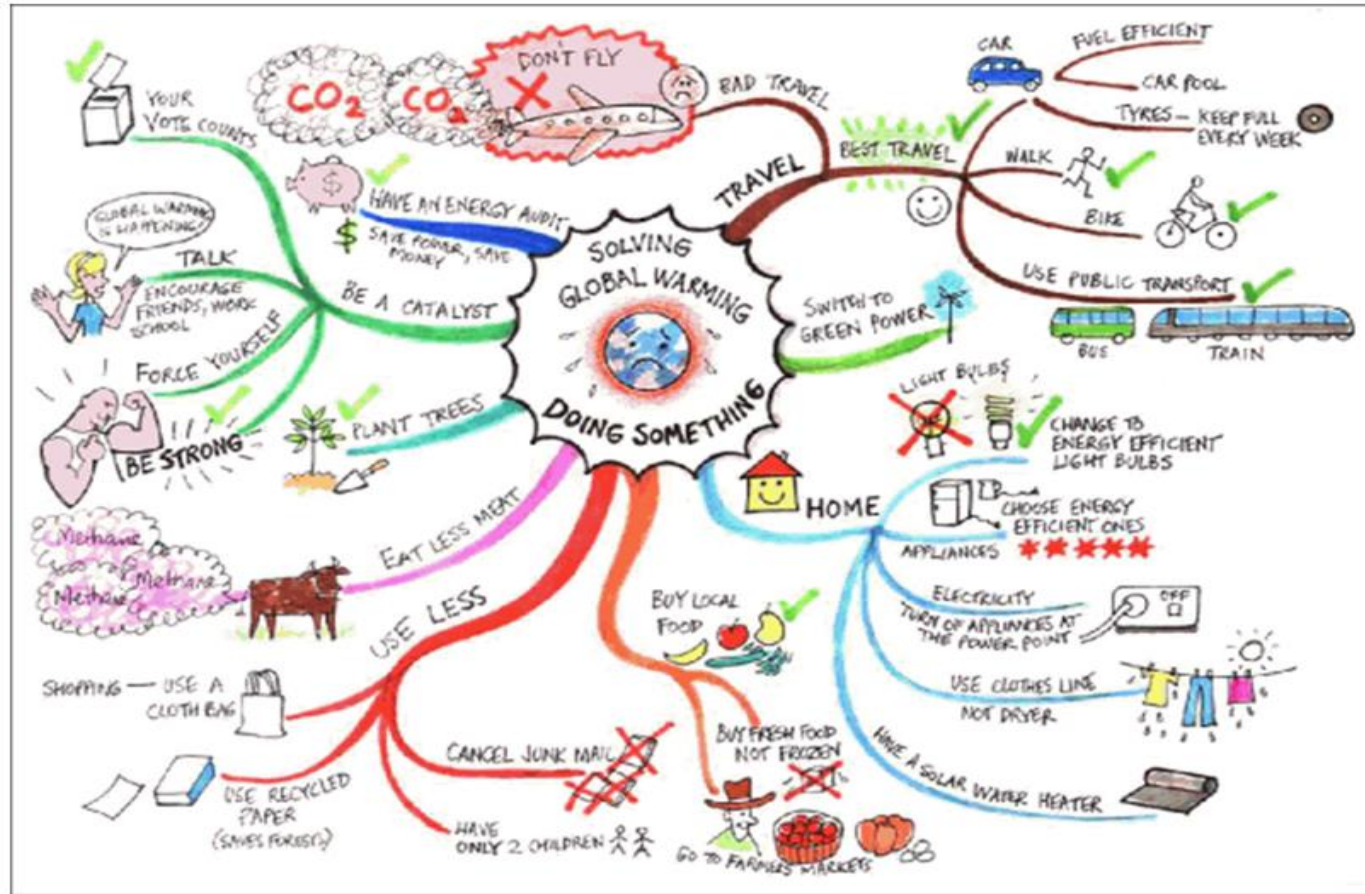 SOLVING
GLOBAL WARMING
DOING SOMETHING
TRAVEL
BAD TRAVEL
DON'T FLY
CO2
CO2
BEST TRAVEL
CAR
FUEL EFFICIENT
CAR POOL
TYRES — KEEP FULL
EVERY WEEK
WALK
BIKE
USE PUBLIC TRANSPORT
BUS
TRAIN
SWITCH TO
GREEN POWER
HOME
LIGHT BULBS
CHANGE TO
ENERGY EFFICIENT
LIGHT BULBS
CHOOSE ENERGY
EFFICIENT ONES
APPLIANCES
ELECTRICITY
TURN OF APPLIANCES AT
THE POWER POINT
OFF
USE CLOTHES LINE
NOT DRYER
HAVE A SOLAR WATER HEATER
BUY LOCAL
FOOD
BUY FRESH FOOD
NOT FROZEN
GO TO FARMERS MARKETS
USE LESS
SHOPPING — USE A
CLOTH BAG
USE RECYCLED
PAPER
(SAVES FORESTS)
CANCEL JUNK MAIL
HAVE
ONLY 2 CHILDREN
EAT LESS MEAT
Methane
Methane
Methane
PLANT TREES
BE A CATALYST
YOUR
VOTE COUNTS
GLOBAL WARMING
IS HAPPENING!
TALK
ENCOURAGE
FRIENDS, WORK
SCHOOL
FORCE YOURSELF
BE STRONG
HAVE AN ENERGY AUDIT
SAVE POWER, SAVE
MONEY
$
$